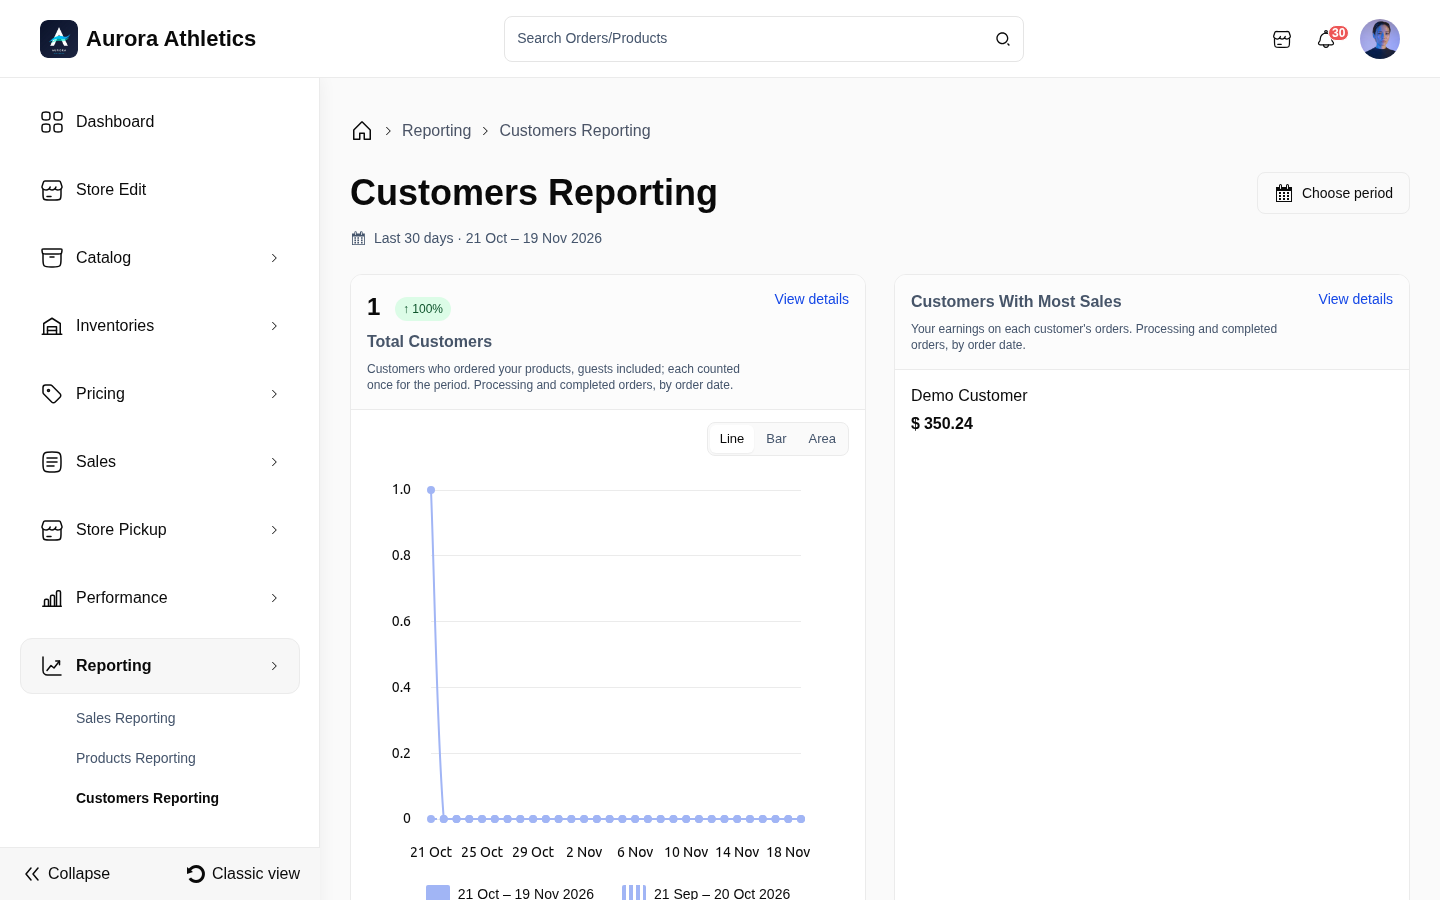 Aurora Athletics
Search Orders/Products
30
Dashboard
Store Edit
Catalog
Inventories
Pricing
Sales
Store Pickup
Performance
Reporting
Sales Reporting
Products Reporting
Customers Reporting
Collapse
Classic view
Reporting
Customers Reporting
Customers Reporting
Choose period
Last 30 days · 21 Oct – 19 Nov 2026
1
↑ 100%
View details
Total Customers
Customers who ordered your products, guests included; each counted
once for the period. Processing and completed orders, by order date.
Line
Bar
Area
1.0
0.8
0.6
0.4
0.2
0
21 Oct 25 Oct 29 Oct 2 Nov 6 Nov 10 Nov 14 Nov 18 Nov
21 Oct – 19 Nov 2026
21 Sep – 20 Oct 2026
Customers With Most Sales
View details
Your earnings on each customer's orders. Processing and completed
orders, by order date.
Demo Customer
$ 350.24